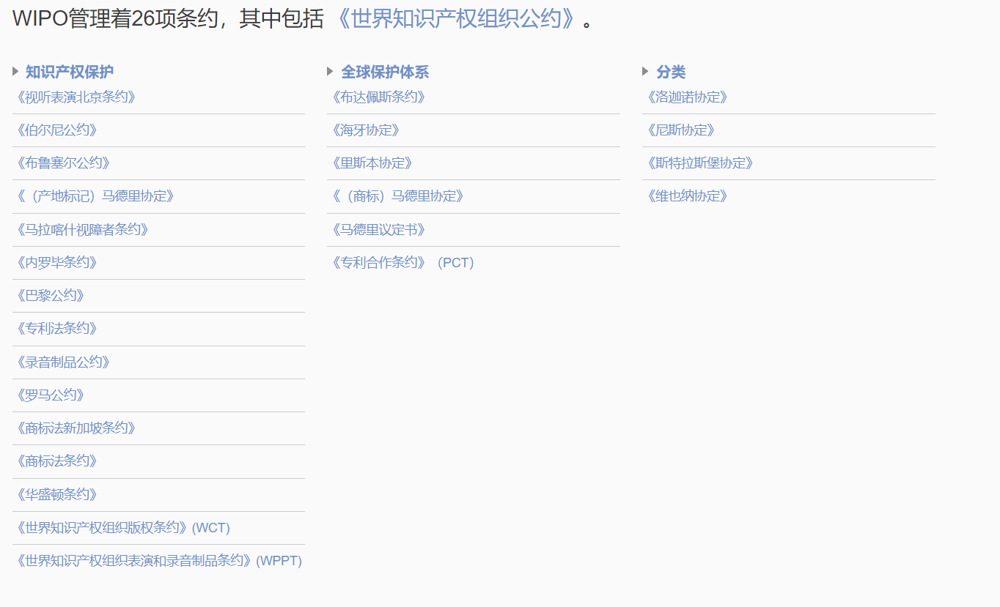 WIPO管理着26项条约，其中包括 《世界知识产权组织公约》。
知识产权保护
《视听表演北京条约》
《伯尔尼公约》
《布鲁塞尔公约》
《（产地标记）马德里协定》
《马拉喀什视障者条约》
《内罗毕条约》
《巴黎公约》
《专利法条约》
《录音制品公约》
《罗马公约》
《商标法新加坡条约》
《商标法条约》
《华盛顿条约》
《世界知识产权组织版权条约》(WCT)
《世界知识产权组织表演和录音制品条约》(WPPT)
全球保护体系
《布达佩斯条约》
《海牙协定》
《里斯本协定》
《（商标）马德里协定》
《马德里议定书》
《专利合作条约》（PCT）
分类
《洛迦诺协定》
《尼斯协定》
《斯特拉斯堡协定》
《维也纳协定》